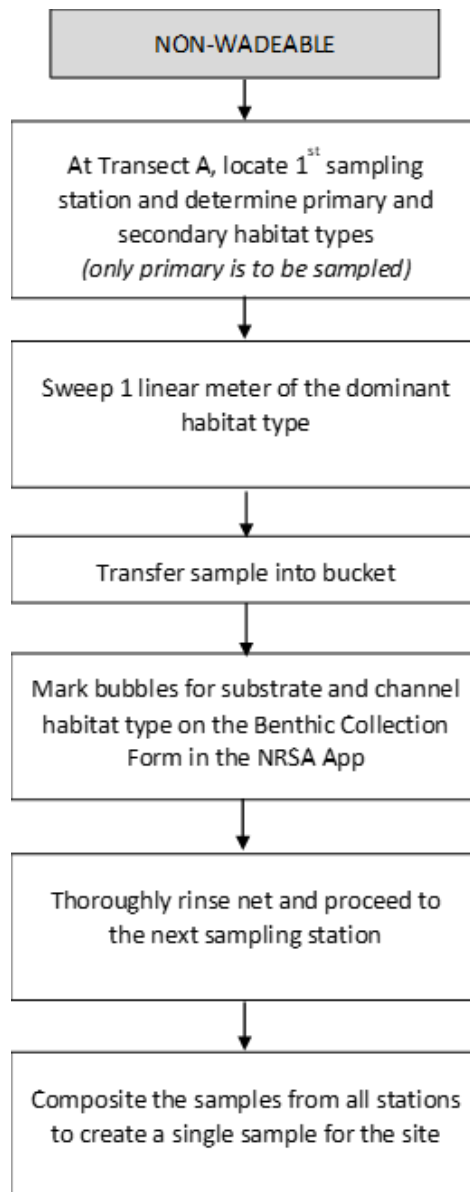 NON-WADEABLE
At Transect A, locate 1st sampling
station and determine primary and
secondary habitat types
(only primary is to be sampled)
Sweep 1 linear meter of the dominant
habitat type
Transfer sample into bucket
Mark bubbles for substrate and channel
habitat type on the Benthic Collection
Form in the NRSA App
Thoroughly rinse net and proceed to
the next sampling station
Composite the samples from all stations
to create a single sample for the site